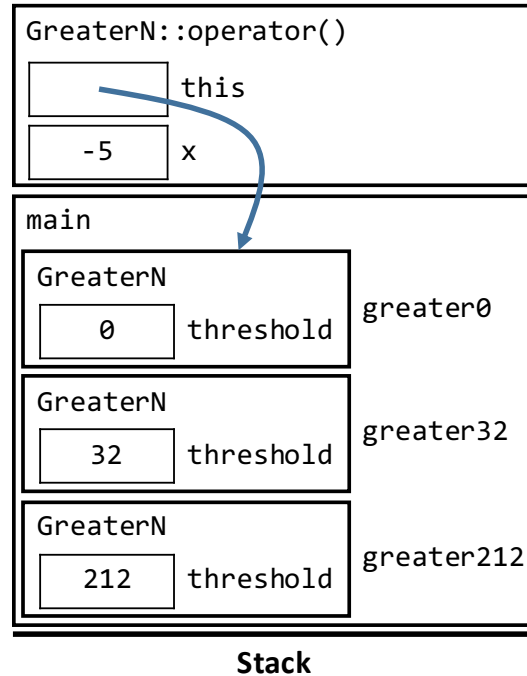 GreaterN::operator()
this
-5 x
main
GreaterN
0 threshold
greater0
GreaterN
32 threshold
greater32
GreaterN
212 threshold
greater212
Stack